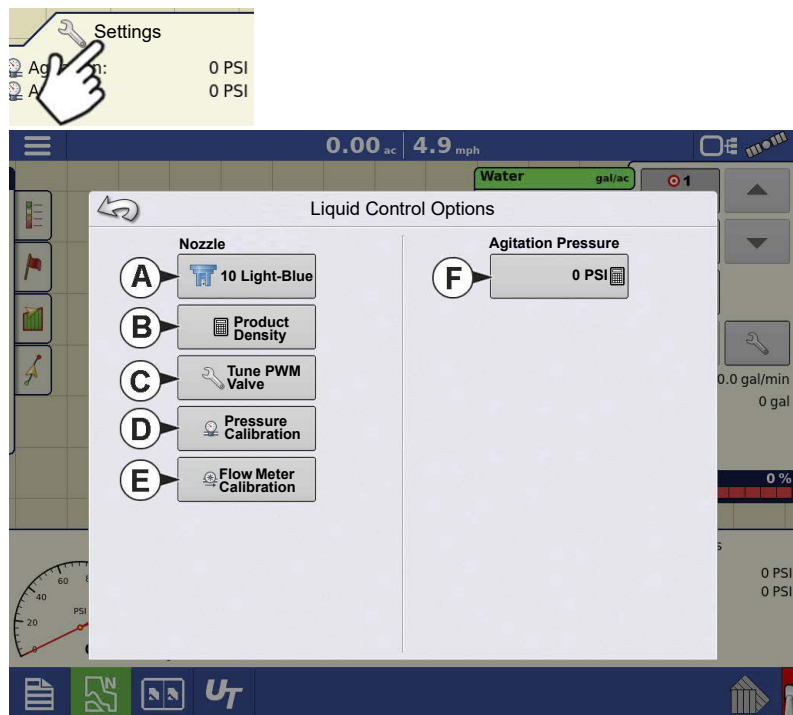 Settings
0 PSI
0 PSI
0.00 ac 4.9 mph
Water gal/ac
1
Liquid Control Options
Nozzle
Agitation Pressure
A
10 Light-Blue
F
0 PSI
B
Product
Density
C
Tune PWM
Valve
0.0 gal/min
0 gal
D
Pressure
Calibration
E
Flow Meter
Calibration
0 %
60
40
PSI
20
0 PSI
0 PSI
N
UT